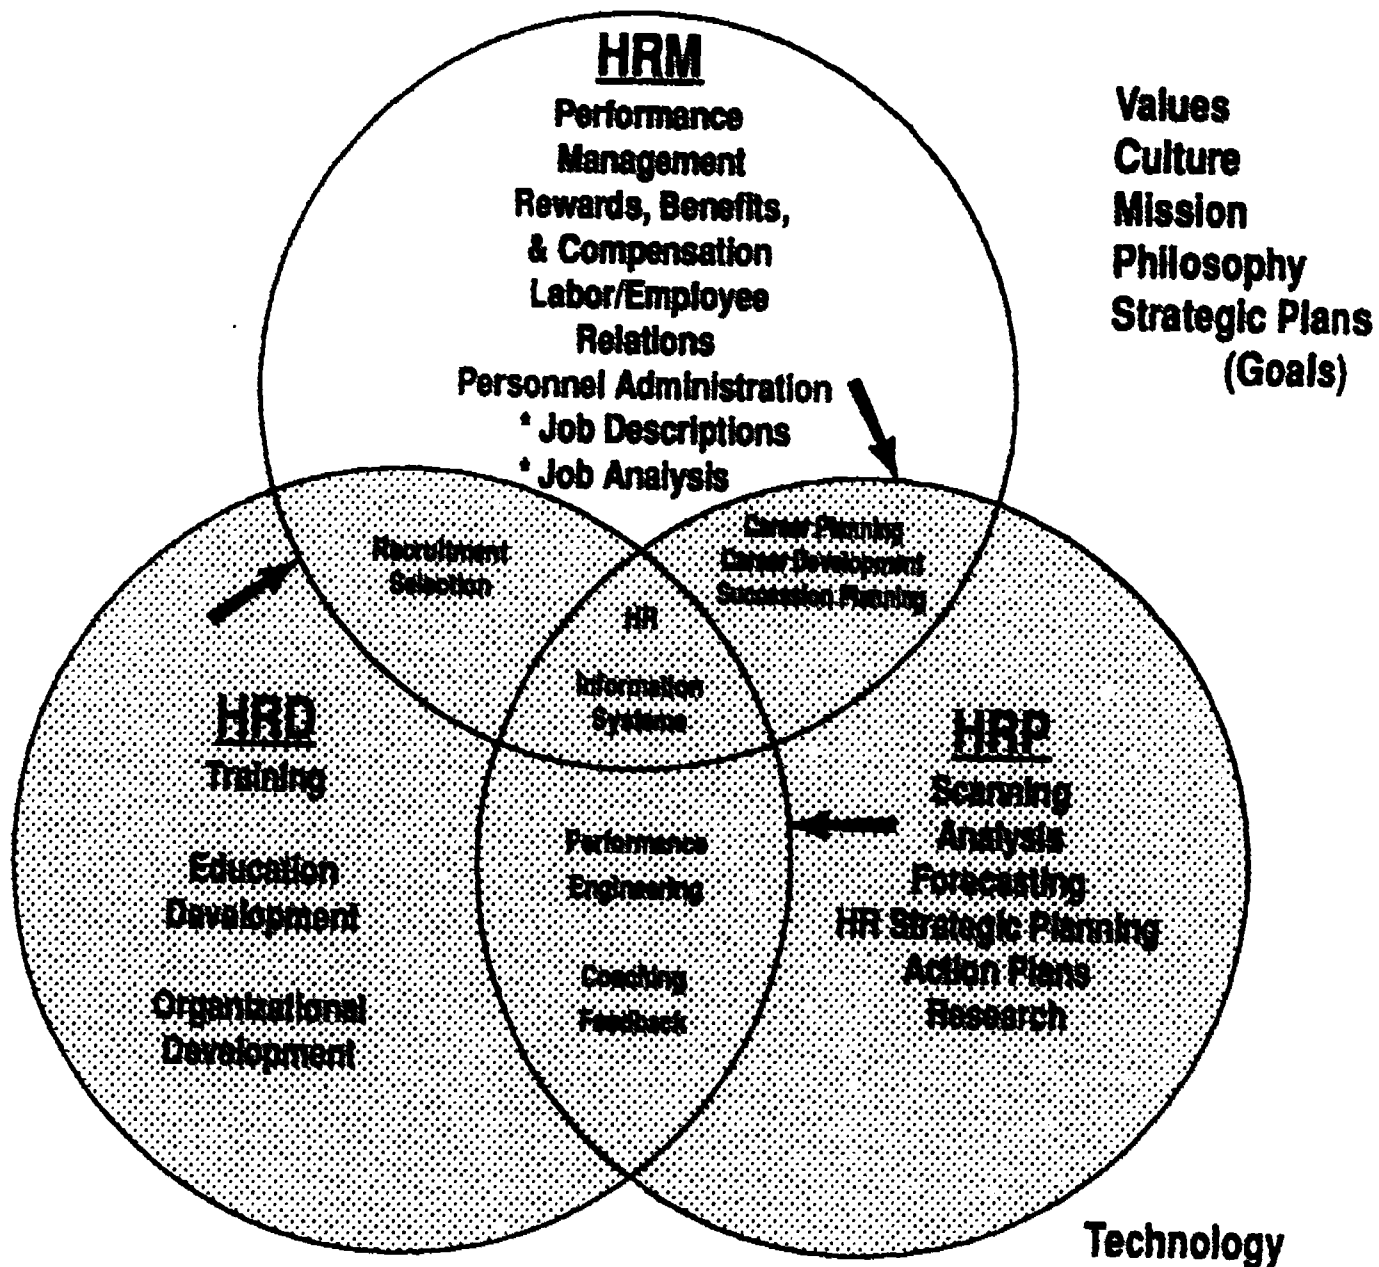 HRM
Performance
Management
Rewards, Benefits,
& Compensation
Labor/Employee
Relations
Personnel Administration
* Job Descriptions
* Job Analysis
Values
Culture
Mission
Philosophy
Strategic Plans
(Goals)
Recruitment
Selection
Career Planning
Career Development
Succession Planning
HR
Information
Systems
HRD
Training
Education
Development
Organizational
Development
Performance
Engineering
Coaching
Feedback
HRP
Scanning
Analysis
Forecasting
HR Strategic Planning
Action Plans
Research
Technology